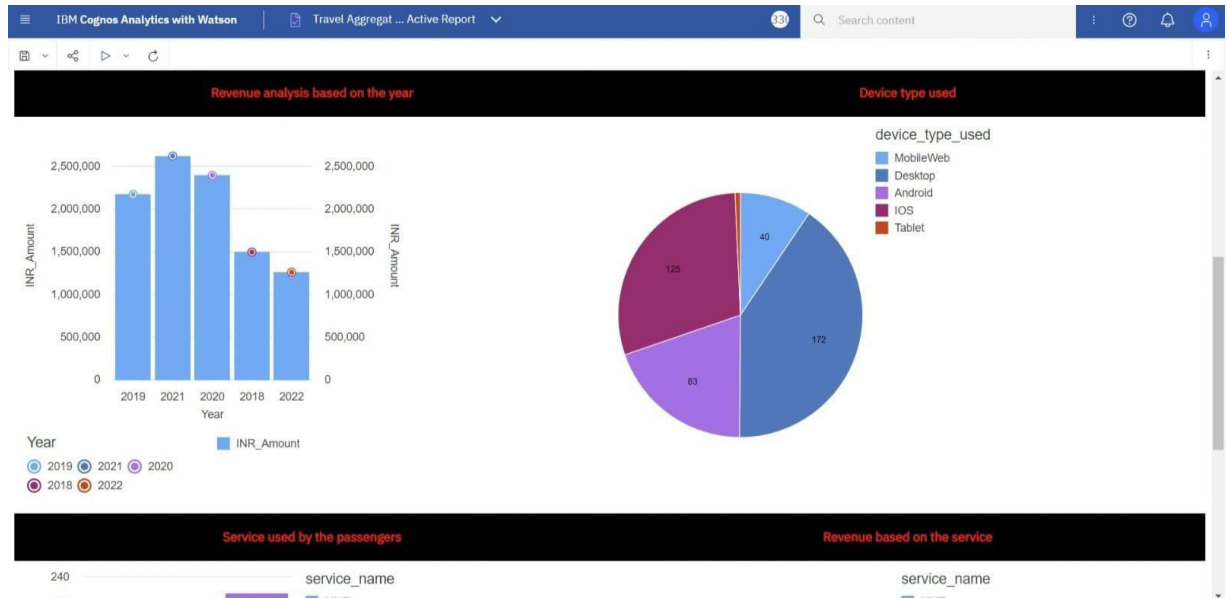 IBM Cognos Analytics with Watson
Travel Aggregat ... Active Report
Search content
Revenue analysis based on the year
Device type used
INR_Amount
2,500,000
2,000,000
1,500,000
1,000,000
500,000
0
2,500,000
2,000,000
1,500,000
1,000,000
500,000
0
INR_Amount
2019 2021 2020 2018 2022
Year
Year
2019 2021 2020
2018 2022
INR_Amount
device_type_used
MobileWeb
Desktop
Android
IOS
Tablet
40
125
172
83
Service used by the passengers
Revenue based on the service
240
service_name
service_name